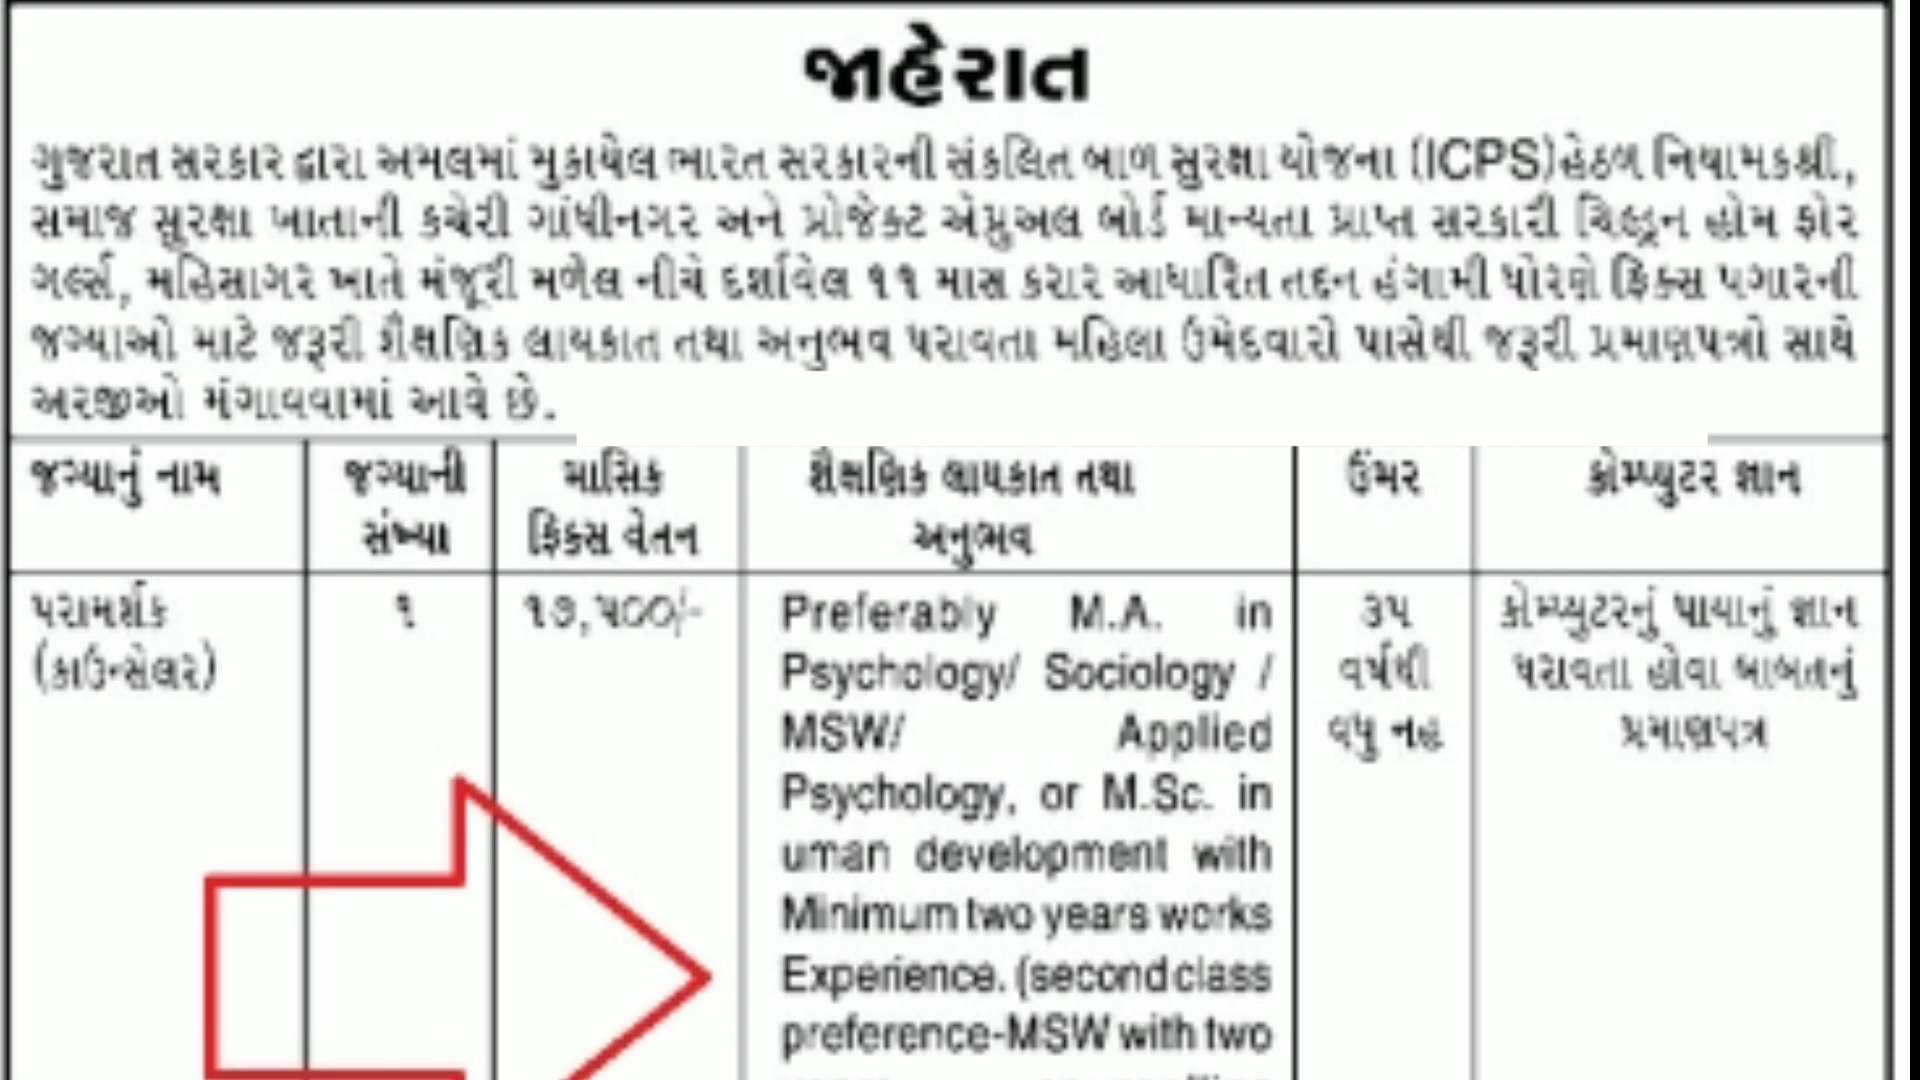 જાહેરાત
ગુજરાત સરકાર દ્વારા અમલમાં મુકાયેલ ભારત સરકારની સંકલિત બાળ સુરક્ષા યોજના (ICPS)હેઠળ નિયામકશ્રી,
સમાજ સુરક્ષા ખાતાની કચેરી ગાંધીનગર અને પ્રોજેક્ટ એપ્રુઅલ બોર્ડ માન્યતા પ્રાપ્ત સરકારી ચિલ્ડ્રન હોમ ફોર
ગર્લ્સ, મહિસાગર ખાતે મંજૂરી મળેલ નીચે દર્શાવેલ ૧૧ માસ કરાર આધારિત તદ્દન હંગામી ધોરણે ફિક્સ પગારની
જગ્યાઓ માટે જરૂરી શૈક્ષણિક લાયકાત તથા અનુભવ ધરાવતા મહિલા ઉમેદવારો પાસેથી જરૂરી પ્રમાણપત્રો સાથે
અરજીઓ મંગાવવામાં આવે છે.
જગ્યાનું નામ
જગ્યાની
સંખ્યા
માસિક
ફિક્સ વેતન
શૈક્ષણિક લાયકાત તથા
અનુભવ
ઉંમર
કોમ્પ્યુટર જ્ઞાન
પરામર્શક
(કાઉન્સેલર)
૧
૧૭,૫૦૦/-
Preferably M.A. in
Psychology/ Sociology /
MSW/ Applied
Psychology, or M.Sc. in
uman development with
Minimum two years works
Experience. (second class
preference-MSW with two
૩૫
વર્ષથી
વધુ નહ
કોમ્પ્યુટરનું પાયાનું જ્ઞાન
ધરાવતા હોવા બાબતનું
પ્રમાણપત્ર